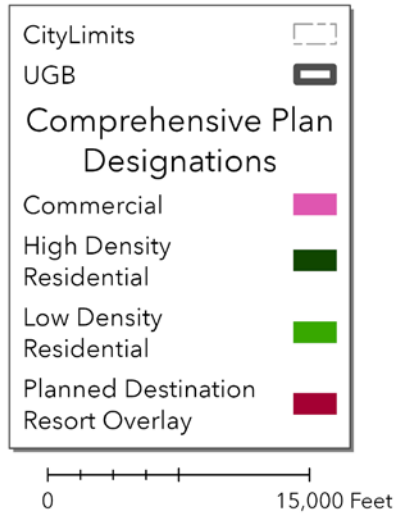 CityLimits
UGB
Comprehensive Plan
Designations
Commercial
High Density
Residential
Low Density
Residential
Planned Destination
Resort Overlay
0 15,000 Feet